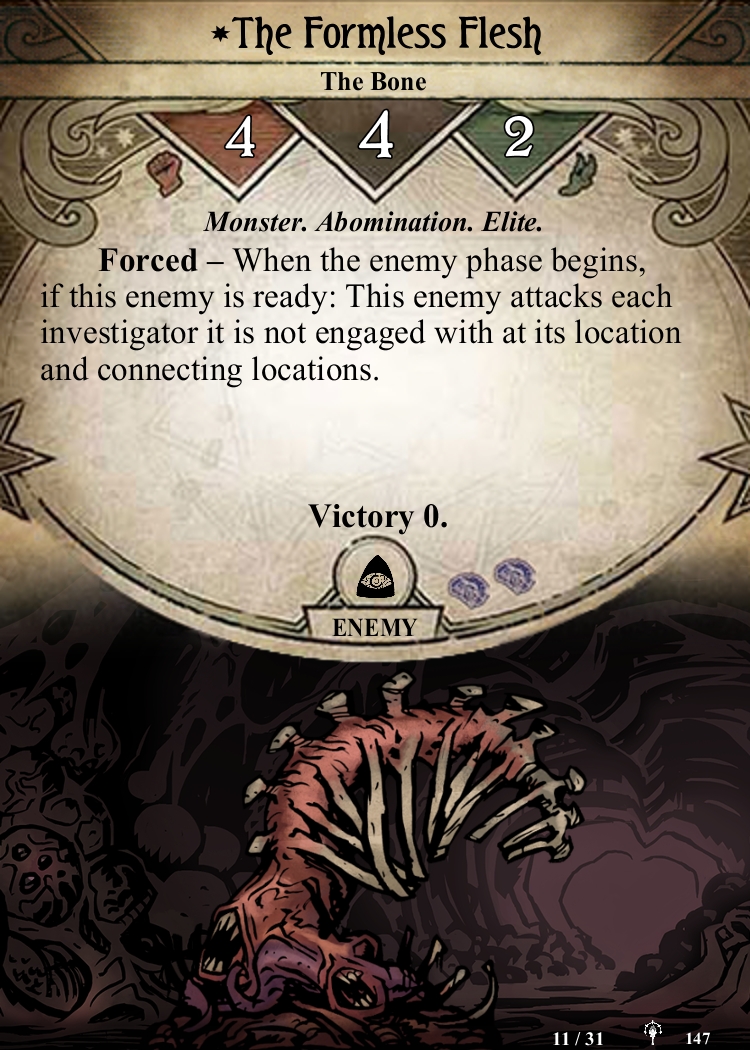 The Formless Flesh
The Bone
4 4 2
Monster. Abomination. Elite.
Forced – When the enemy phase begins,
if this enemy is ready: This enemy attacks each
investigator it is not engaged with at its location
and connecting locations.
Victory 0.
ENEMY
11 / 31 147